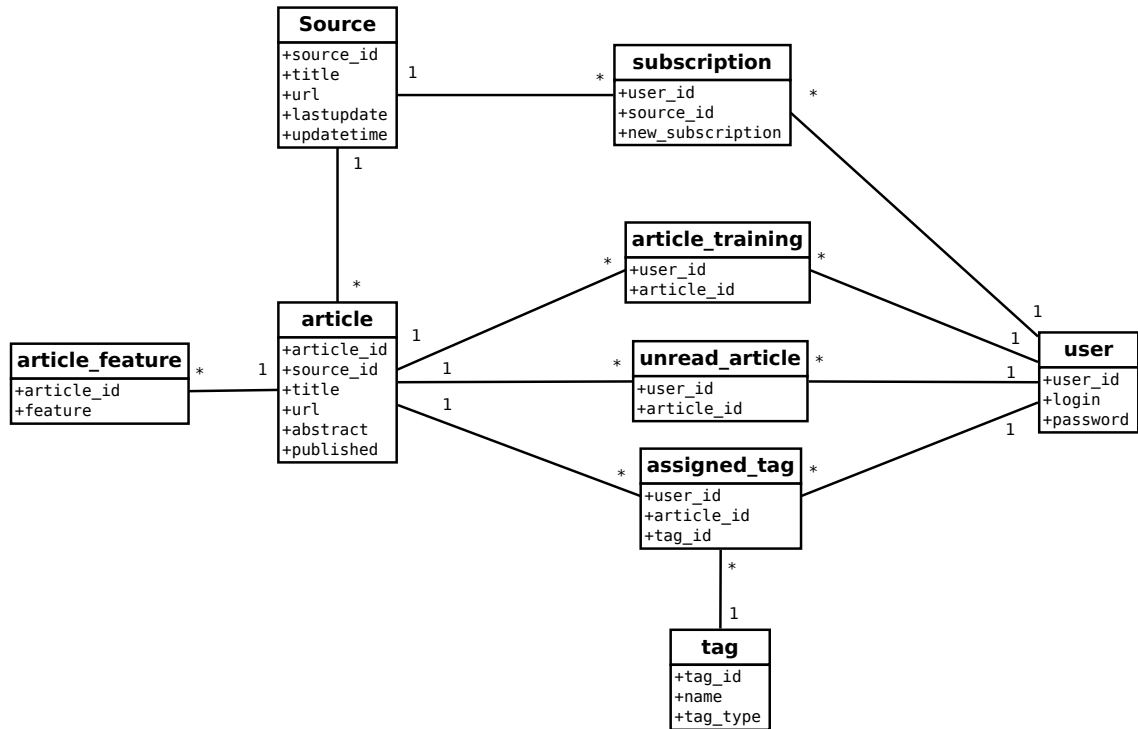 Source
+source_id
+title
+url
+lastupdate
+updatetime
1
*
subscription
+user_id
+source_id
+new_subscription
*
1
*
article_training
+user_id
+article_id
*
*
1
article
+article_id
+source_id
+title
+url
+abstract
+published
1
1
1
article_feature
+article_id
+feature
*
1
unread_article
+user_id
+article_id
*
*
user
+user_id
+login
+password
1
1
1
1
assigned_tag
+user_id
+article_id
+tag_id
*
*
*
1
tag
+tag_id
+name
+tag_type